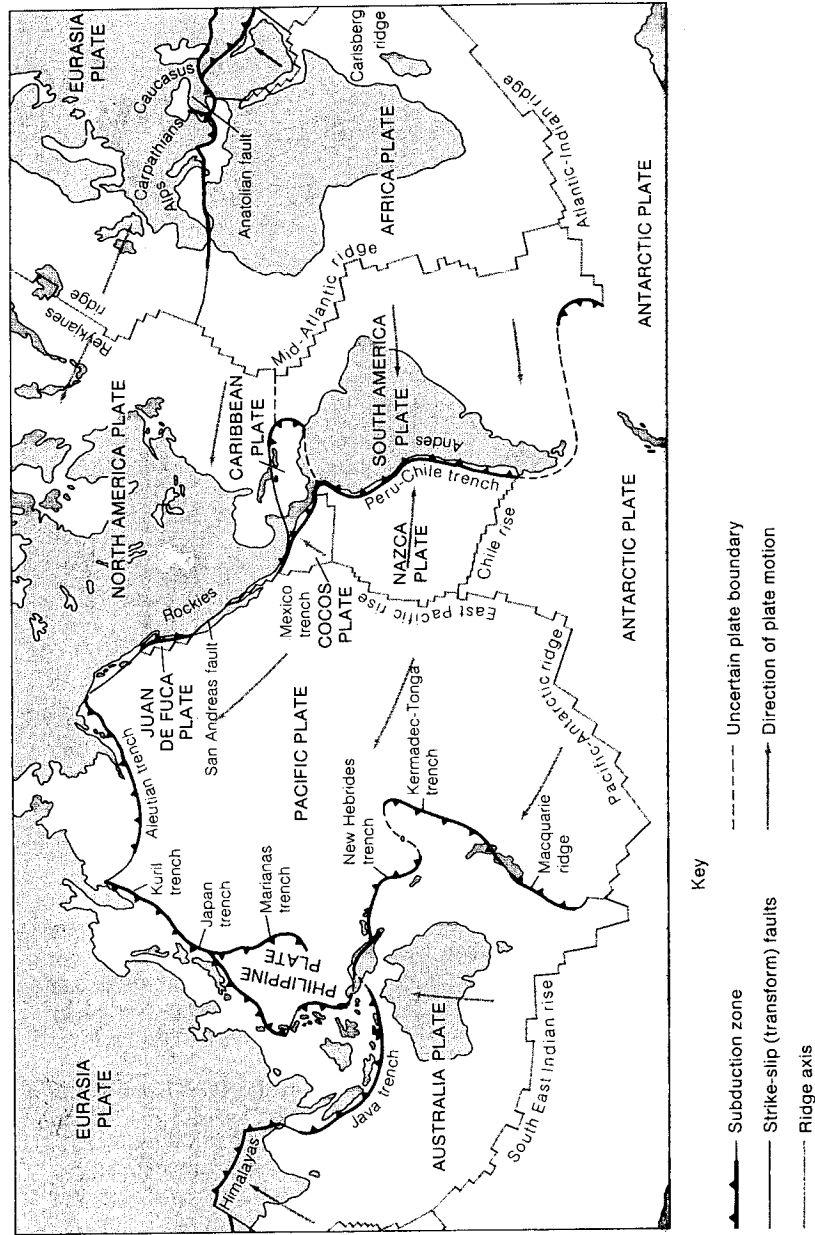 EURASIA
PLATE
Himalayas
Java trench
AUSTRALIA PLATE
South East Indian rise
PHILIPPINE
PLATE
Kuril
trench
Japan
trench
Marianas
trench
New Hebrides
trench
Kermadec-Tonga
trench
Macquarie
ridge
Aleutian trench
PACIFIC PLATE
Pacific-Antarctic ridge
JUAN
DE FUCA
PLATE
San Andreas fault
Rockies
NORTH AMERICA PLATE
Mexico
trench
COCOS
PLATE
East Pacific rise
NAZCA
PLATE
Chile rise
Peru-Chile trench
Andes
SOUTH AMERICA
PLATE
CARIBBEAN
PLATE
ANTARCTIC PLATE
Reykjanes
ridge
Mid-Atlantic ridge
Alps
Carpathians
Caucasus
EURASIA
PLATE
Anatolian fault
AFRICA PLATE
Carlsberg
ridge
Atlantic-Indian ridge
ANTARCTIC PLATE
Key
Subduction zone
Strike-slip (transform) faults
Ridge axis
Uncertain plate boundary
Direction of plate motion